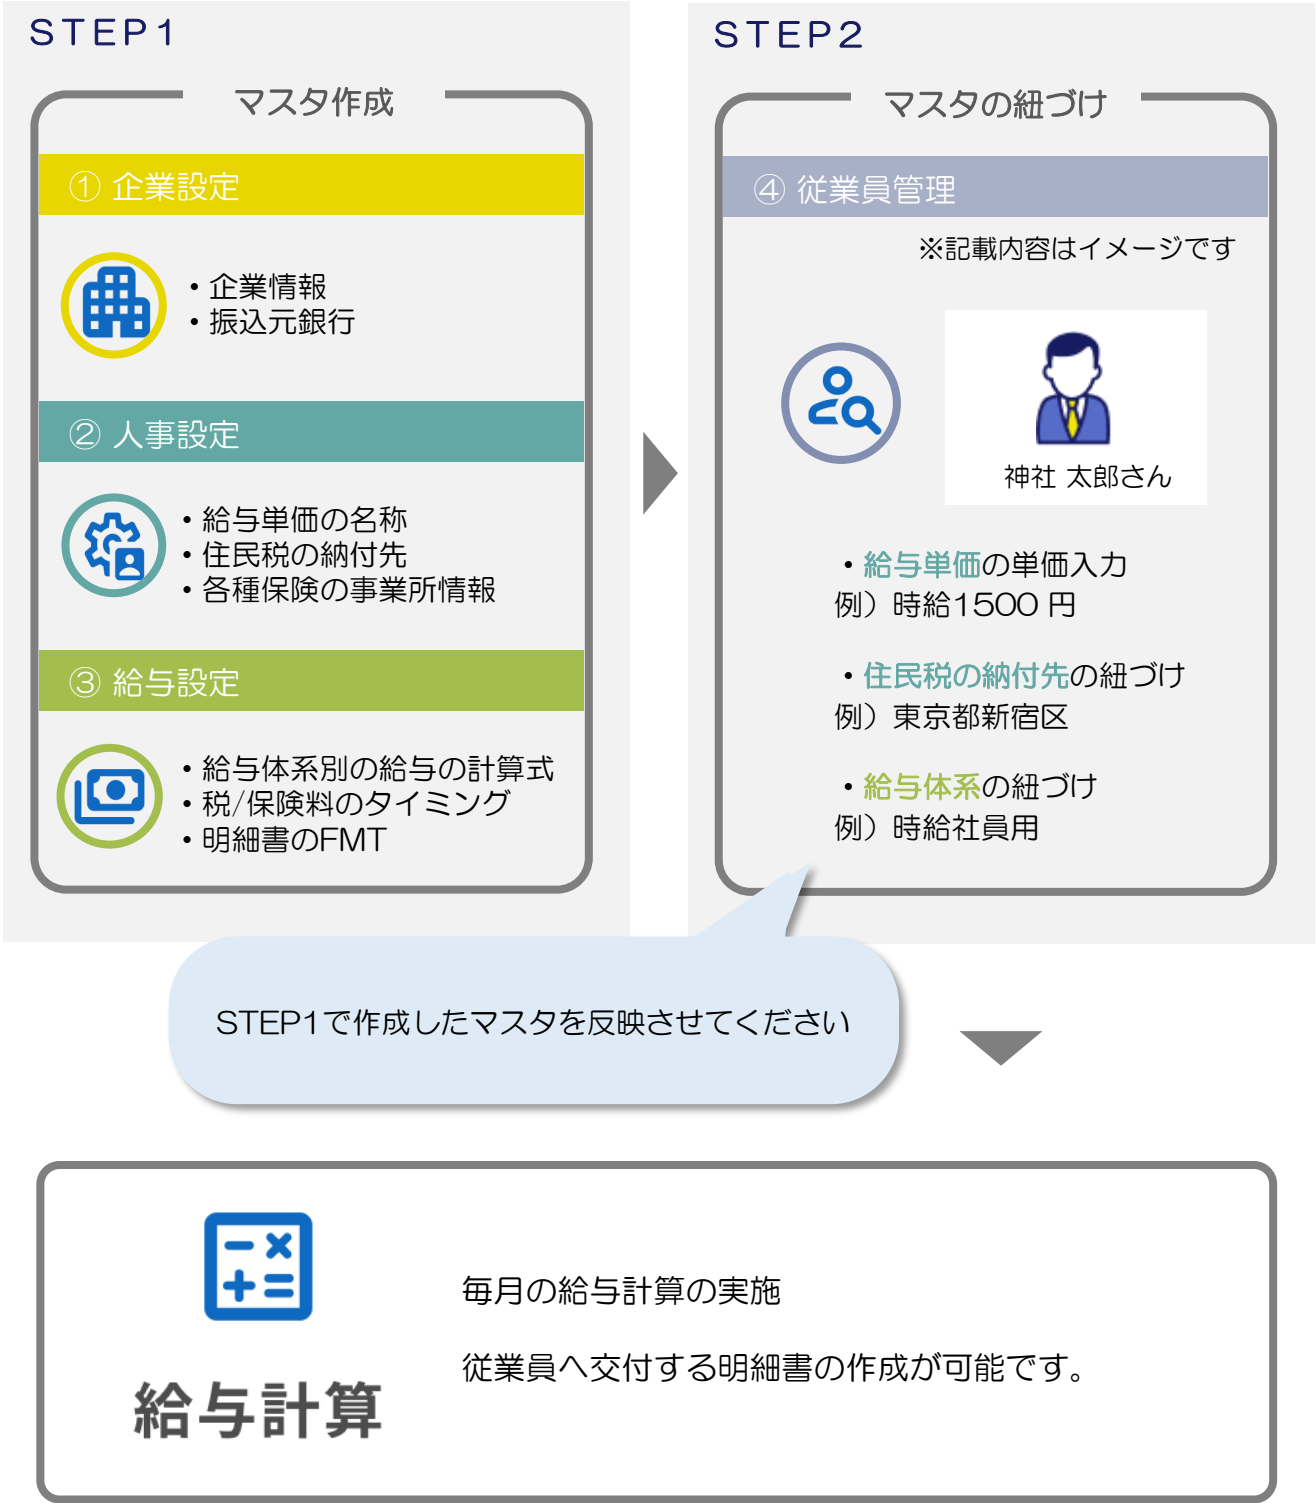 STEP1
マスタ作成
① 企業設定
・企業情報
・振込元銀行
② 人事設定
・給与単価の名称
・住民税の納付先
・各種保険の事業所情報
③ 給与設定
・給与体系別の給与の計算式
・税/保険料のタイミング
・明細書のFMT
STEP2
マスタの紐づけ
④ 従業員管理
※記載内容はイメージです
神社 太郎さん
・給与単価の単価入力
例）時給1500 円
・住民税の納付先の紐づけ
例）東京都新宿区
・給与体系の紐づけ
例）時給社員用
STEP1で作成したマスタを反映させてください
給与計算
毎月の給与計算の実施
従業員へ交付する明細書の作成が可能です。